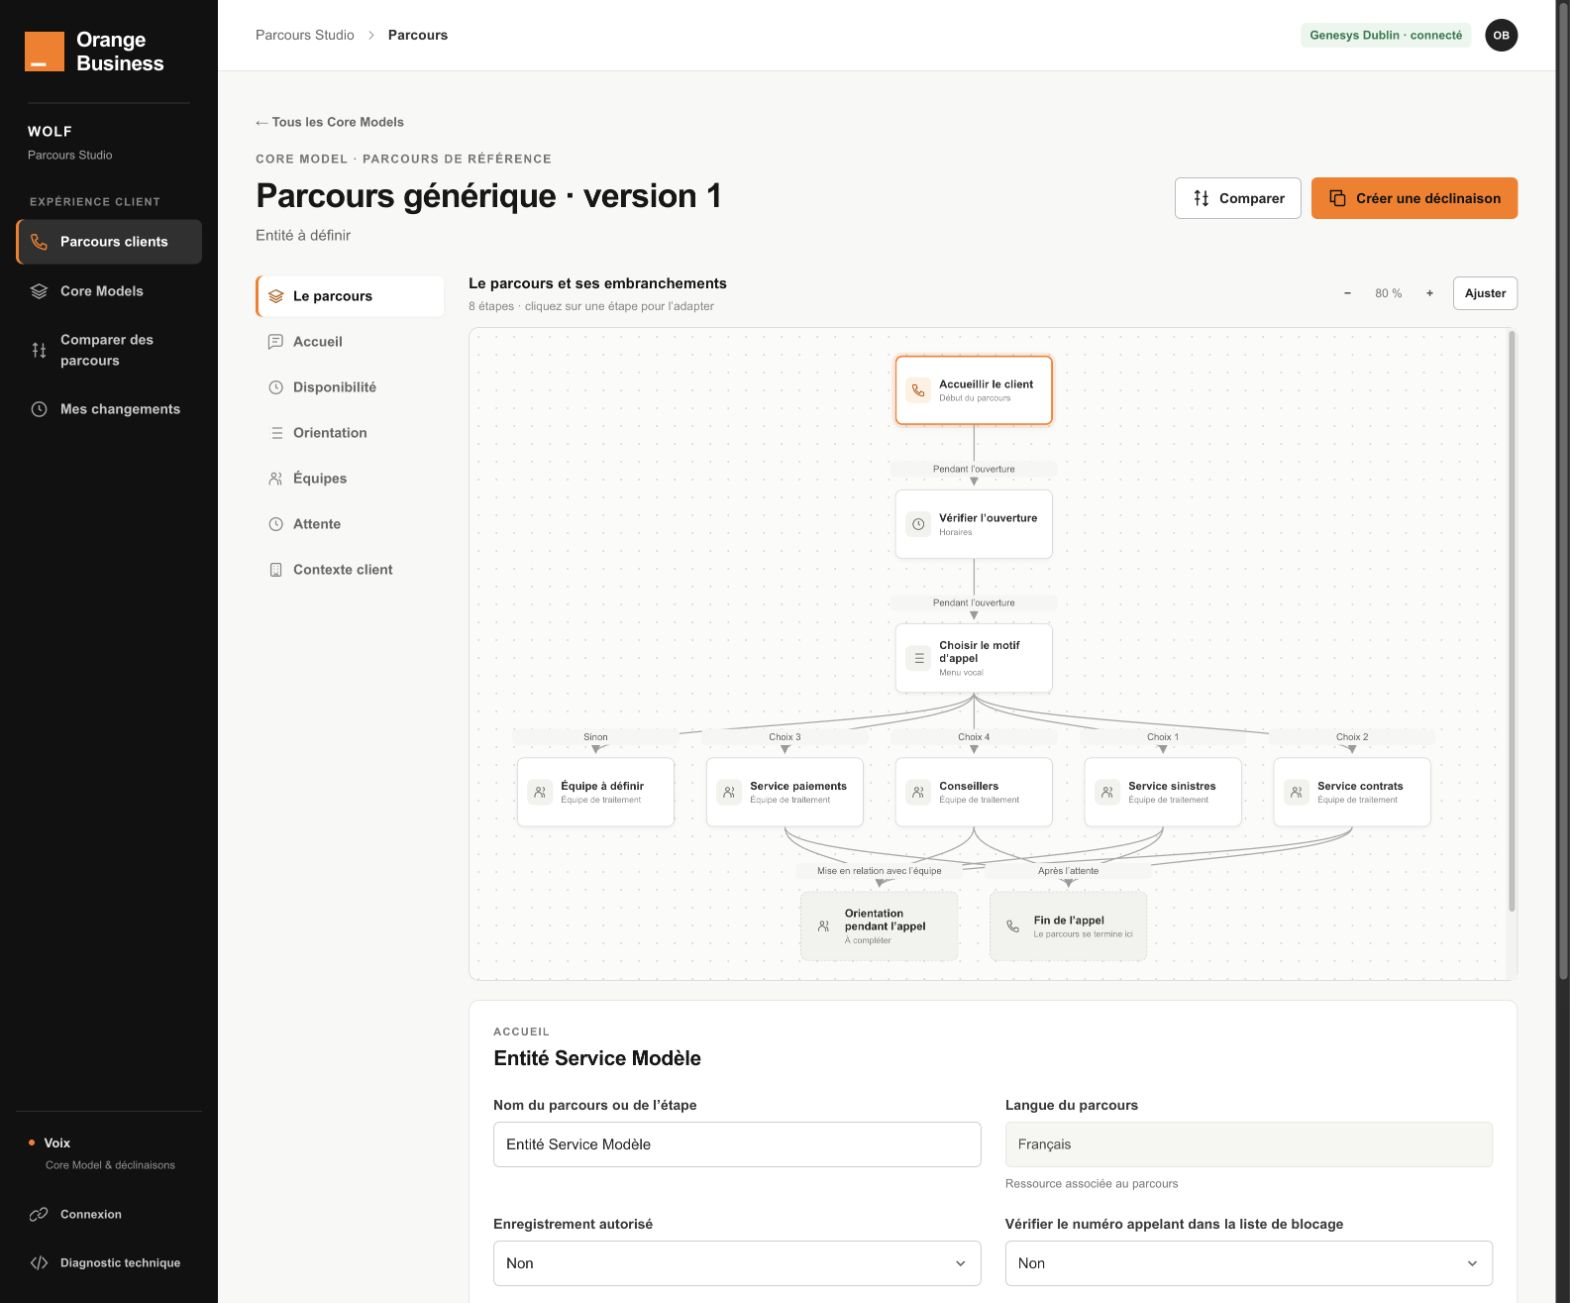 Orange
Business
WOLF
Parcours Studio
EXPÉRIENCE CLIENT
Parcours clients
Core Models
Comparer des
parcours
Mes changements
Voix
Core Model & déclinaisons
Connexion
Diagnostic technique
Parcours Studio > Parcours
Genesys Dublin · connecté
OB
← Tous les Core Models
CORE MODEL · PARCOURS DE RÉFÉRENCE
Parcours générique · version 1
Entité à définir
Comparer
Créer une déclinaison
Le parcours
Accueil
Disponibilité
Orientation
Équipes
Attente
Contexte client
Le parcours et ses embranchements
8 étapes · cliquez sur une étape pour l'adapter
− 80 % +
Ajuster
Accueillir le client
Début du parcours
Pendant l'ouverture
Vérifier l'ouverture
Horaires
Pendant l'ouverture
Choisir le motif
d'appel
Menu vocal
Sinon
Choix 3
Choix 4
Choix 1
Choix 2
Équipe à définir
Équipe de traitement
Service paiements
Équipe de traitement
Conseillers
Équipe de traitement
Service sinistres
Équipe de traitement
Service contrats
Équipe de traitement
Mise en relation avec l'équipe
Après l'attente
Orientation
pendant l'appel
À compléter
Fin de l'appel
Le parcours se termine ici
ACCUEIL
Entité Service Modèle
Nom du parcours ou de l'étape
Entité Service Modèle
Langue du parcours
Français
Ressource associée au parcours
Enregistrement autorisé
Non
Vérifier le numéro appelant dans la liste de blocage
Non